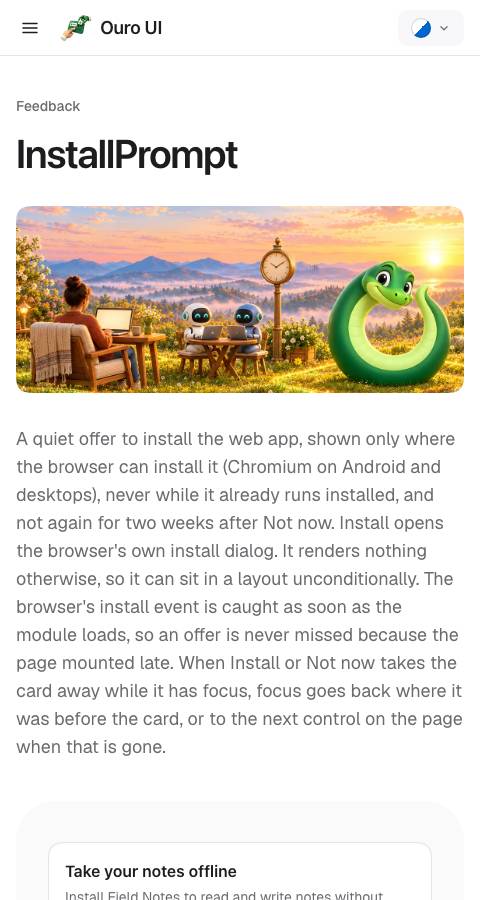 Ouro UI
Feedback
InstallPrompt
A quiet offer to install the web app, shown only where
the browser can install it (Chromium on Android and
desktops), never while it already runs installed, and
not again for two weeks after Not now. Install opens
the browser's own install dialog. It renders nothing
otherwise, so it can sit in a layout unconditionally. The
browser's install event is caught as soon as the
module loads, so an offer is never missed because the
page mounted late. When Install or Not now takes the
card away while it has focus, focus goes back where it
was before the card, or to the next control on the page
when that is gone.
Take your notes offline
Install Field Notes to read and write notes without